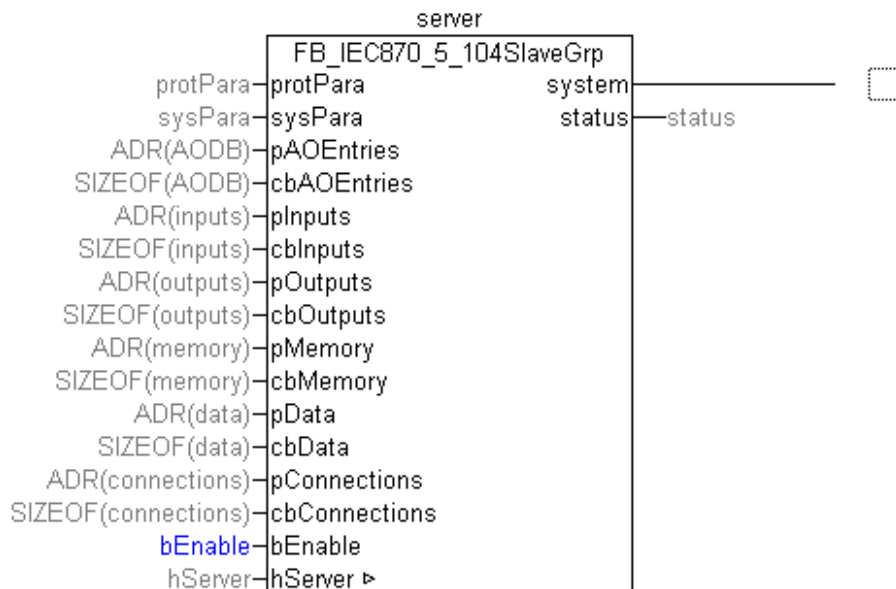 server
FB_IEC870_5_104SlaveGrp
protPara protPara system
sysPara sysPara status status
ADR(AODB) pAOEntries
SIZEOF(AODB) cbAOEntries
ADR(inputs) pInputs
SIZEOF(inputs) cbInputs
ADR(outputs) pOutputs
SIZEOF(outputs) cbOutputs
ADR(memory) pMemory
SIZEOF(memory) cbMemory
ADR(data) pData
SIZEOF(data) cbData
ADR(connections) pConnections
SIZEOF(connections) cbConnections
bEnable bEnable
hServer hServer